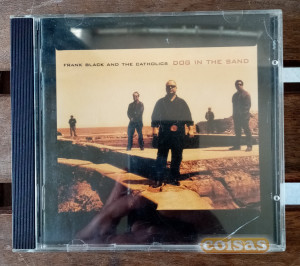 FRANK BLACK AND THE CATHOLICS DOG IN THE SAND
coisas